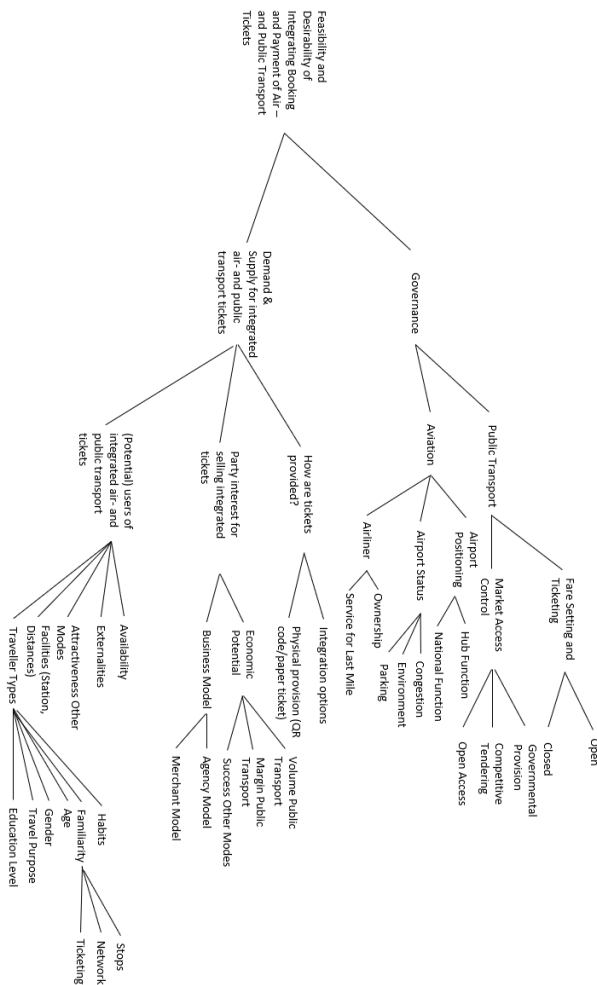 Feasibility and
Desirability of
Integrating Booking
and Payment of Air –
and Public Transport
Tickets
Governance
Demand &
Supply for integrated
air- and public
transport tickets
Public Transport
Aviation
How are tickets
provided?
Party interest for
selling integrated
tickets
(Potential) users of
integrated air- and
public transport
tickets
Fare Setting and
Ticketing
Market Access
Control
Airport
Positioning
Airport Status
Airliner
Open
Closed
Governmental
Provision
Competitive
Tendering
Open Access
Hub Function
National Function
Congestion
Environment
Parking
Ownership
Service for Last Mile
Integration options
Physical provision (QR
code/paper ticket)
Economic
Potential
Business Model
Volume Public
Transport
Margin Public
Transport
Success Other Modes
Agency Model
Merchant Model
Availability
Externalities
Attractiveness Other
Modes
Facilities (Station,
Distances)
Traveller Types
Habits
Familiarity
Age
Gender
Travel Purpose
Education Level
Stops
Network
Ticketing